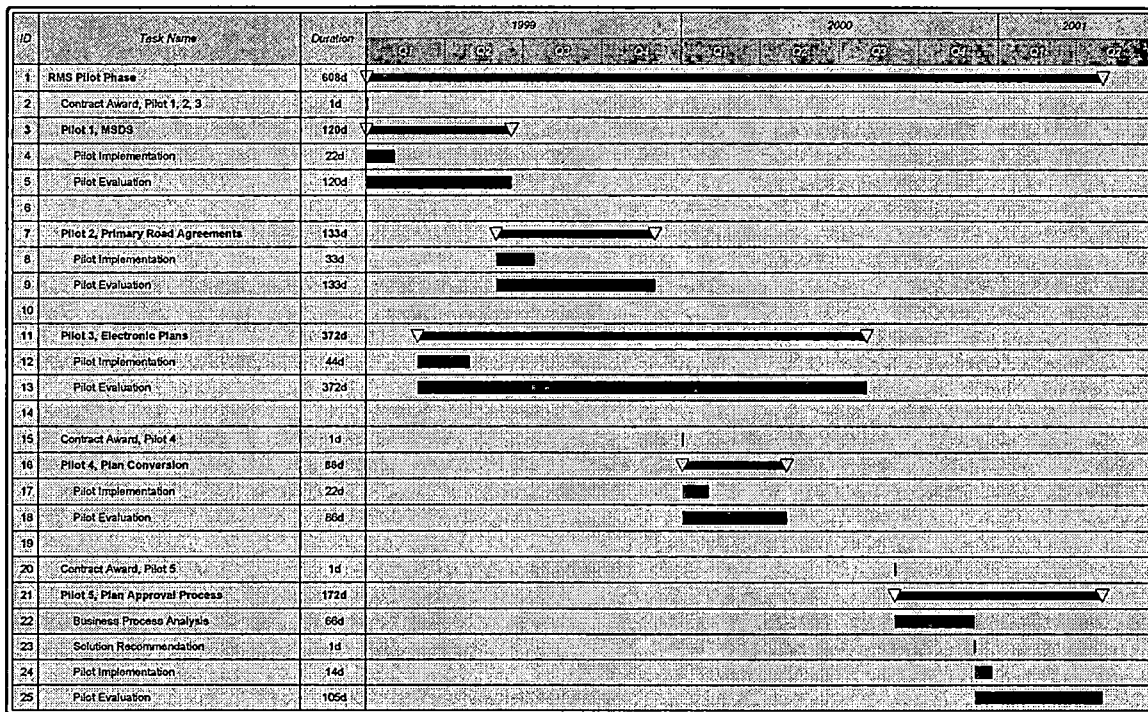 1999 2000 2001
ID Task Name Duration Q1 Q2 Q3 Q4 Q1 Q2 Q3 Q4 Q1 Q2
1 RMS Pilot Phase 608d
2 Contract Award, Pilot 1, 2, 3 1d
3 Pilot 1, MSDS 120d
4 Pilot Implementation 22d
5 Pilot Evaluation 120d
6
7 Pilot 2, Primary Road Agreements 133d
8 Pilot Implementation 33d
9 Pilot Evaluation 133d
10
11 Pilot 3, Electronic Plans 372d
12 Pilot Implementation 44d
13 Pilot Evaluation 372d
14
15 Contract Award, Pilot 4 1d
16 Pilot 4, Plan Conversion 86d
17 Pilot Implementation 22d
18 Pilot Evaluation 86d
19
20 Contract Award, Pilot 5 1d
21 Pilot 5, Plan Approval Process 172d
22 Business Process Analysis 66d
23 Solution Recommendation 1d
24 Pilot Implementation 14d
25 Pilot Evaluation 105d